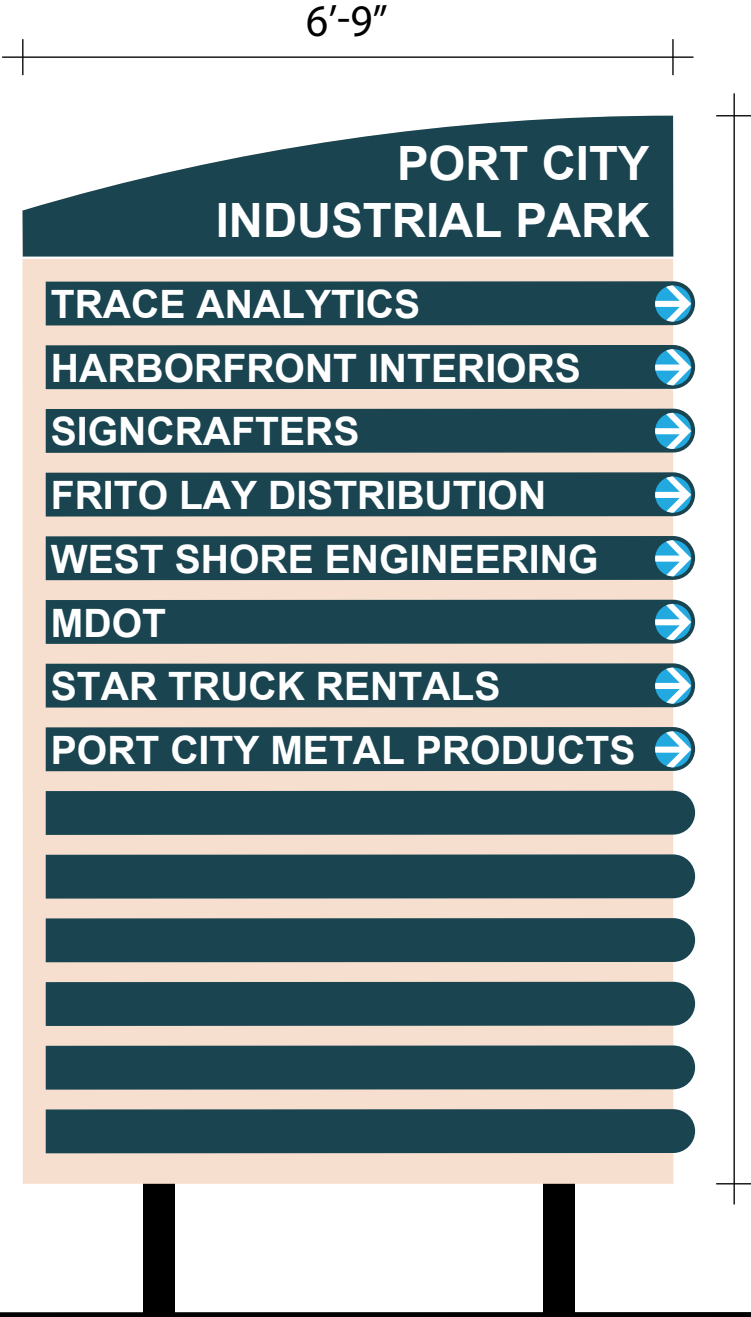 6′-9″
PORT CITY
INDUSTRIAL PARK
TRACE ANALYTICS
HARBORFRONT INTERIORS
SIGNCRAFTERS
FRITO LAY DISTRIBUTION
WEST SHORE ENGINEERING
MDOT
STAR TRUCK RENTALS
PORT CITY METAL PRODUCTS